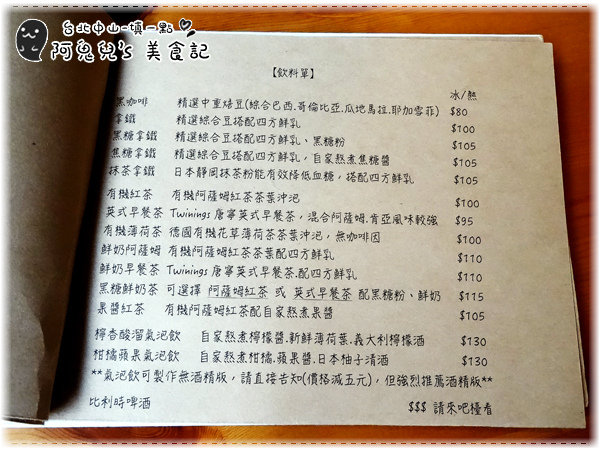 台北中山-填一點
阿兔兒's 美食記
【飲料單】
冰/熱
黑咖啡 精選中重焙豆(綜合巴西.哥倫比亞.瓜地馬拉.耶加雪菲) $80
拿鐵 精選綜合豆搭配四方鮮乳 $100
黑糖拿鐵 精選綜合豆搭配四方鮮乳、黑糖粉 $105
焦糖拿鐵 精選綜合豆搭配四方鮮乳，自家熬煮焦糖醬 $105
抹茶拿鐵 日本靜岡抹茶粉能有效降低血糖，搭配四方鮮乳 $105
有機紅茶 有機阿薩姆紅茶茶葉沖泡 $100
英式早餐茶 Twinings 唐寧英式早餐茶，混合阿薩姆.肯亞風味較強 $95
有機薄荷茶 德國有機花草薄荷茶茶葉沖泡，無咖啡因 $100
鮮奶阿薩姆 有機阿薩姆紅茶茶葉配四方鮮乳 $110
鮮奶早餐茶 Twinings 唐寧英式早餐茶.配四方鮮乳 $110
黑糖鮮奶茶 可選擇 阿薩姆紅茶 或 英式早餐茶 配黑糖粉、鮮奶 $115
果醬紅茶 有機阿薩姆紅茶配自家熬煮果醬 $105
檸杏酸溜氣泡飲 自家熬煮檸檬醬.新鮮薄荷葉.義大利檸檬酒 $130
柑橘蘋果氣泡飲 自家熬煮柑橘.蘋果醬.日本柚子清酒 $130
**氣泡飲可製作無酒精版，請直接告知(價格減五元)，但強烈推薦酒精版**
比利時啤酒 $$$ 請來吧檯看